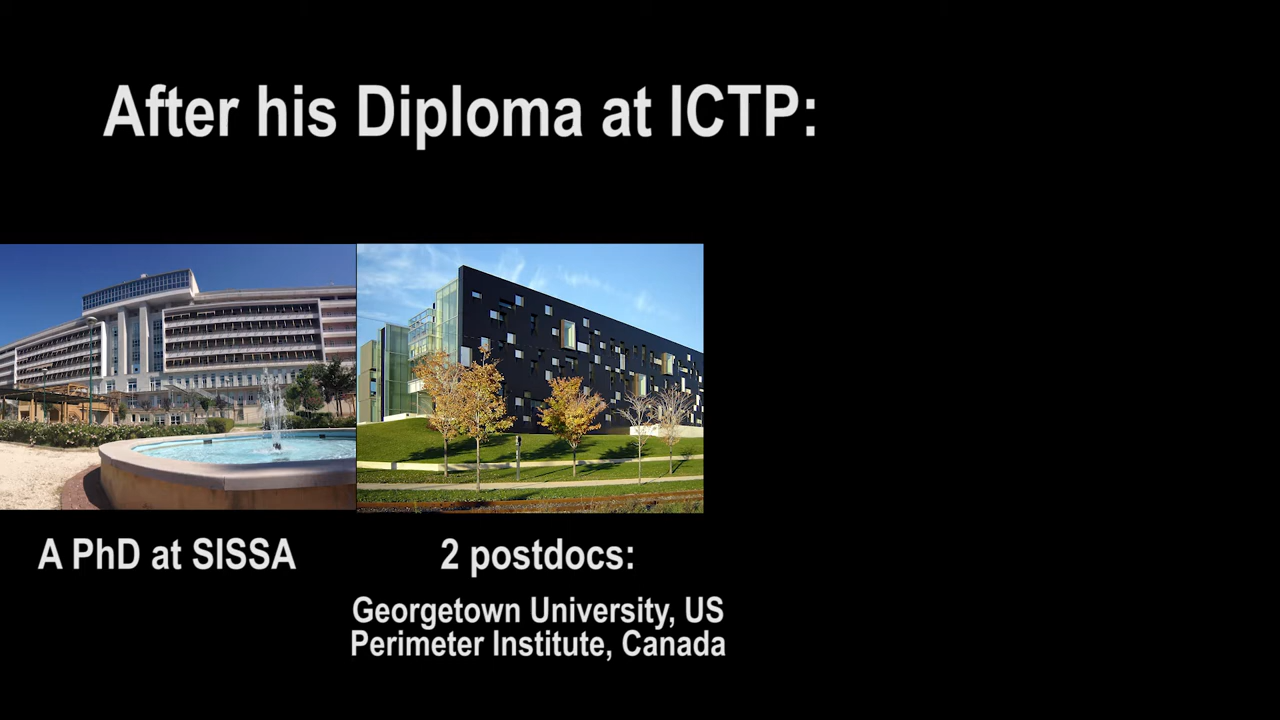 After his Diploma at ICTP:
A PhD at SISSA
2 postdocs:
Georgetown University, US
Perimeter Institute, Canada